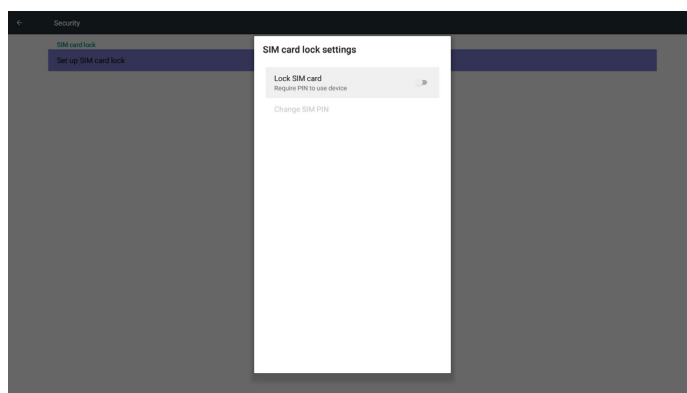 Security
SIM card lock
Set up SIM card lock
SIM card lock settings
Lock SIM card
Require PIN to use device
Change SIM PIN